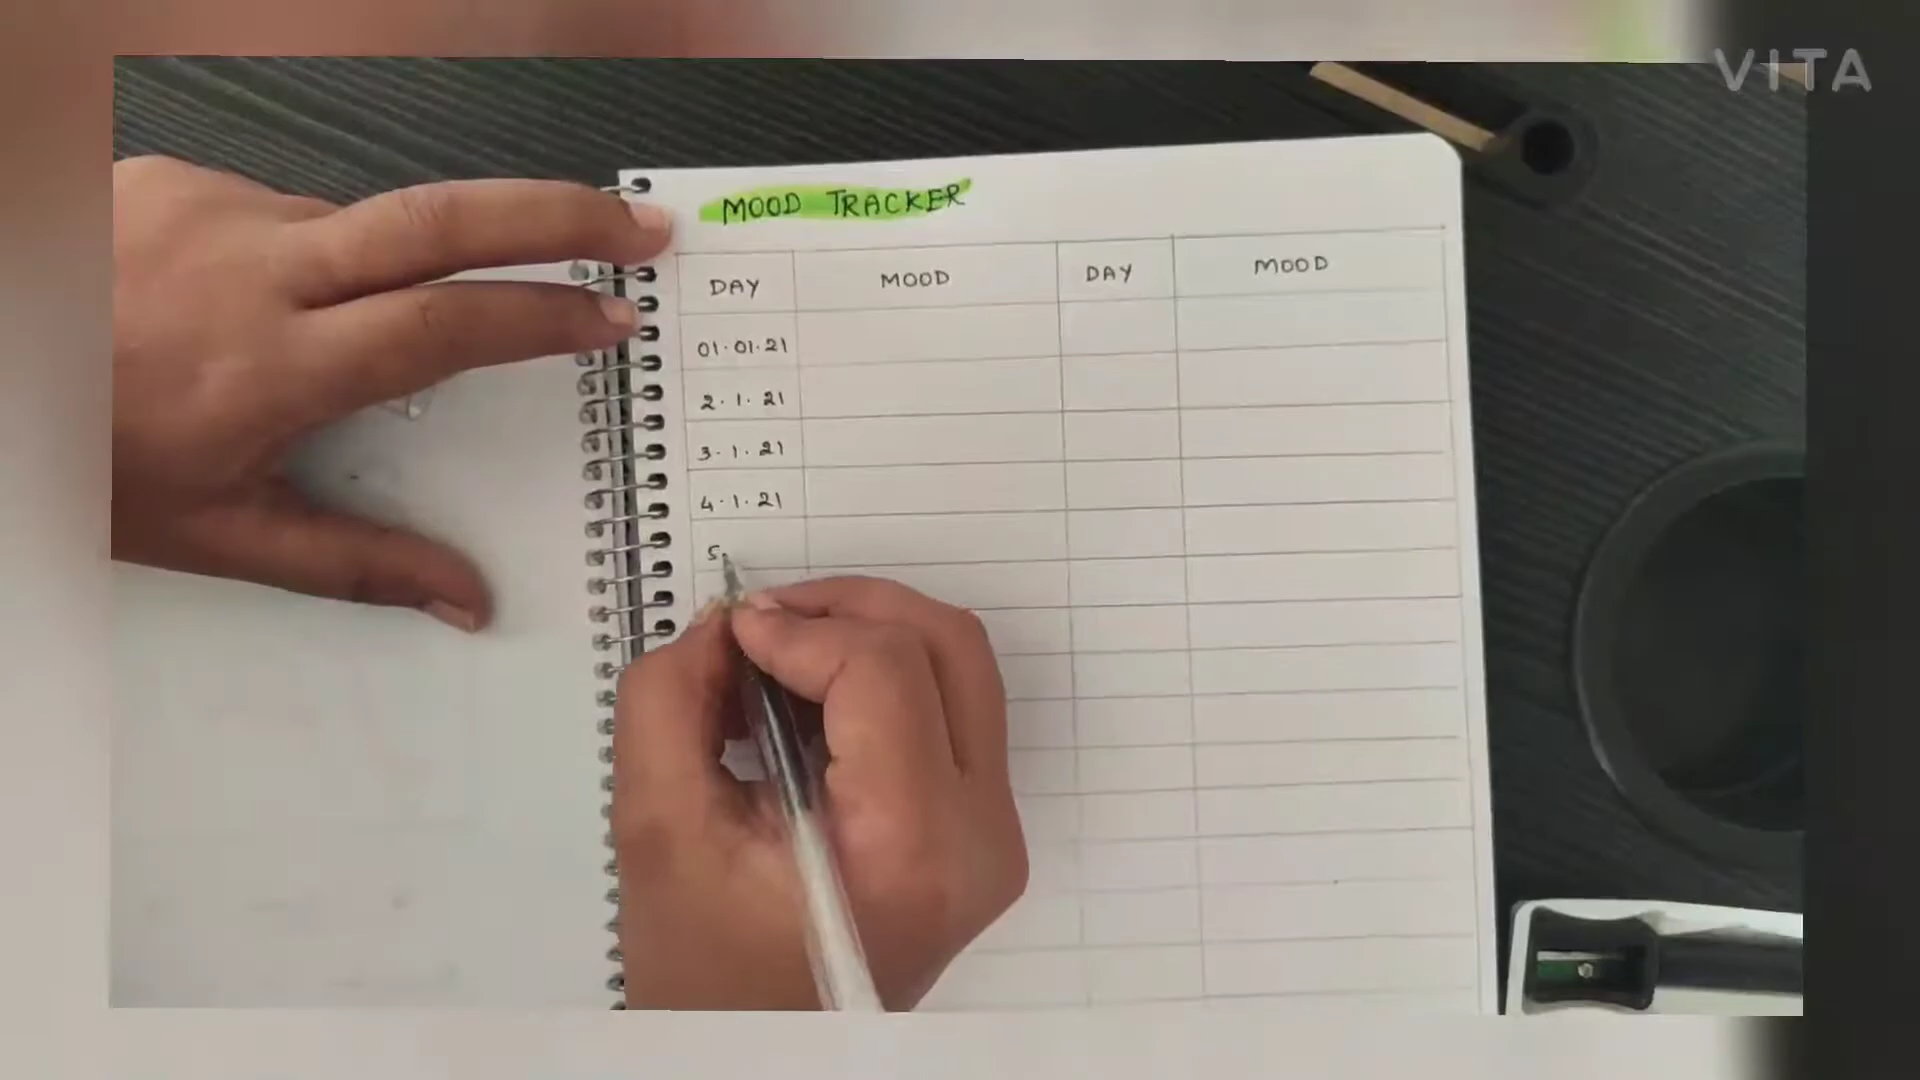 VITA
MOOD TRACKER
DAY MOOD DAY MOOD
01.01.21
2.1.21
3.1.21
4.1.21
5.